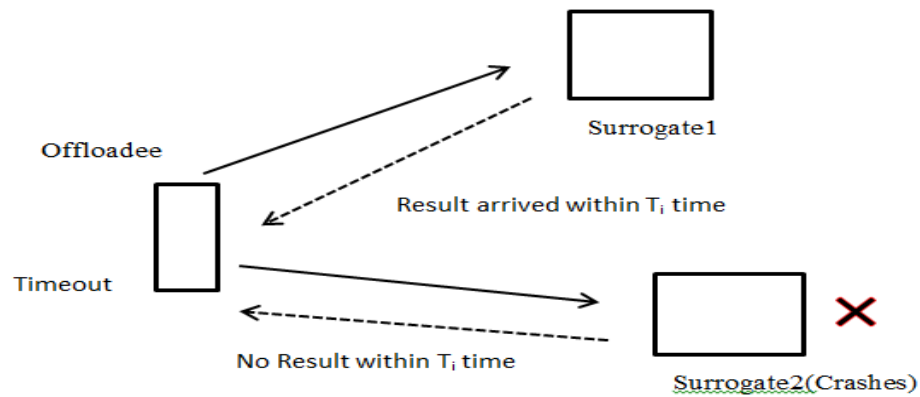 Surrogate1
Offloadee
Result arrived within Tᵢ time
Timeout
No Result within Tᵢ time
Surrogate2(Crashes)